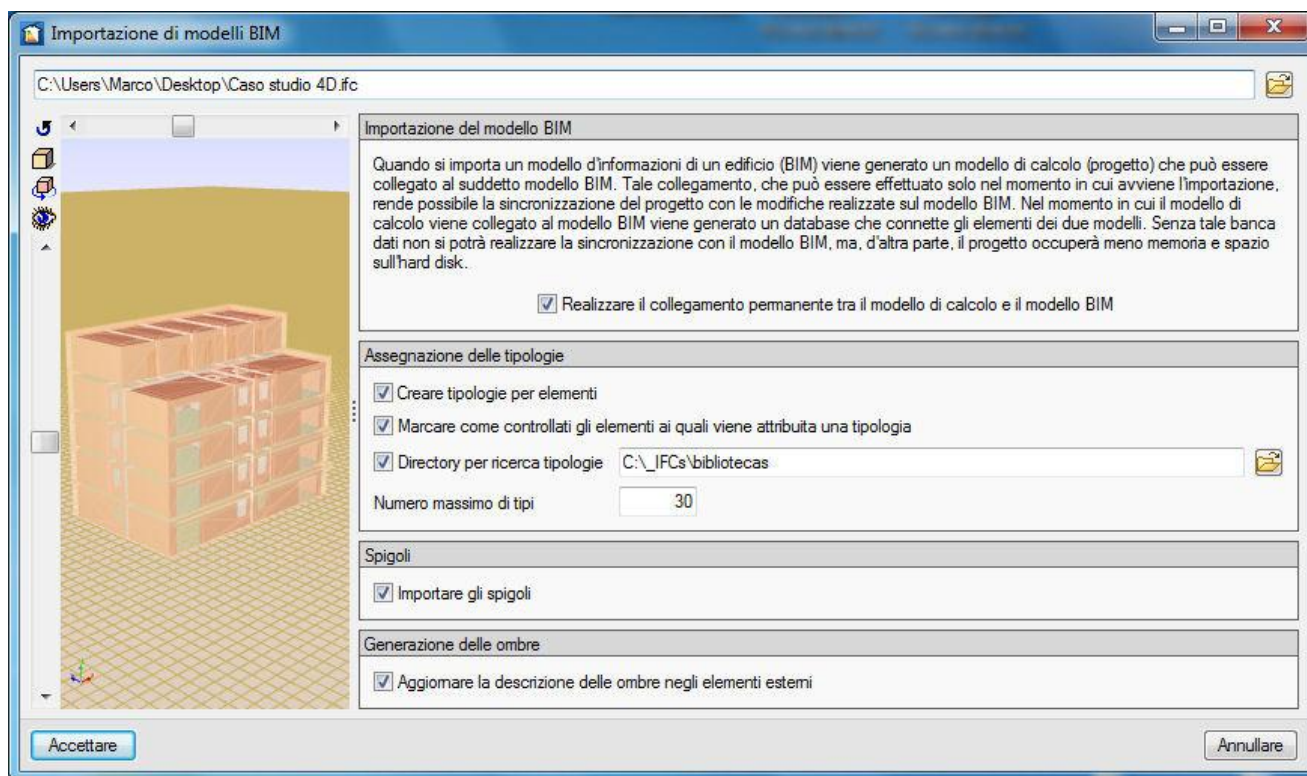 Importazione di modelli BIM
C:\Users\Marco\Desktop\Caso studio 4D.ifc
Importazione del modello BIM
Quando si importa un modello d'informazioni di un edificio (BIM) viene generato un modello di calcolo (progetto) che può essere
collegato al suddetto modello BIM. Tale collegamento, che può essere effettuato solo nel momento in cui avviene l'importazione,
rende possibile la sincronizzazione del progetto con le modifiche realizzate sul modello BIM. Nel momento in cui il modello di
calcolo viene collegato al modello BIM viene generato un database che connette gli elementi dei due modelli. Senza tale banca
dati non si potrà realizzare la sincronizzazione con il modello BIM, ma, d'altra parte, il progetto occuperà meno memoria e spazio
sull'hard disk.
Realizzare il collegamento permanente tra il modello di calcolo e il modello BIM
Assegnazione delle tipologie
Creare tipologie per elementi
Marcare come controllati gli elementi ai quali viene attribuita una tipologia
Directory per ricerca tipologie C:\_IFCs\bibliotecas
Numero massimo di tipi 30
Spigoli
Importare gli spigoli
Generazione delle ombre
Aggiornare la descrizione delle ombre negli elementi esterni
Accettare
Annullare